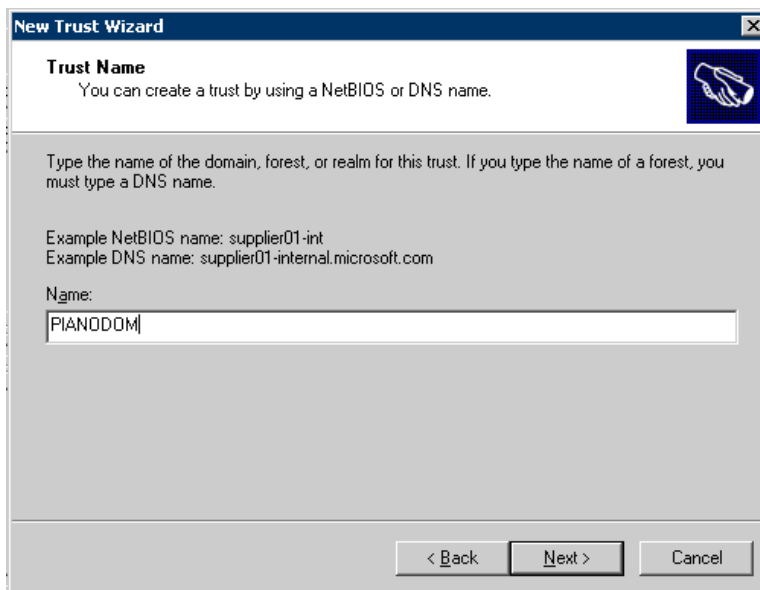 New Trust Wizard
Trust Name
You can create a trust by using a NetBIOS or DNS name.
Type the name of the domain, forest, or realm for this trust. If you type the name of a forest, you
must type a DNS name.
Example NetBIOS name: supplier01-int
Example DNS name: supplier01-internal.microsoft.com
Name:
PIANODOM
< Back
Next >
Cancel